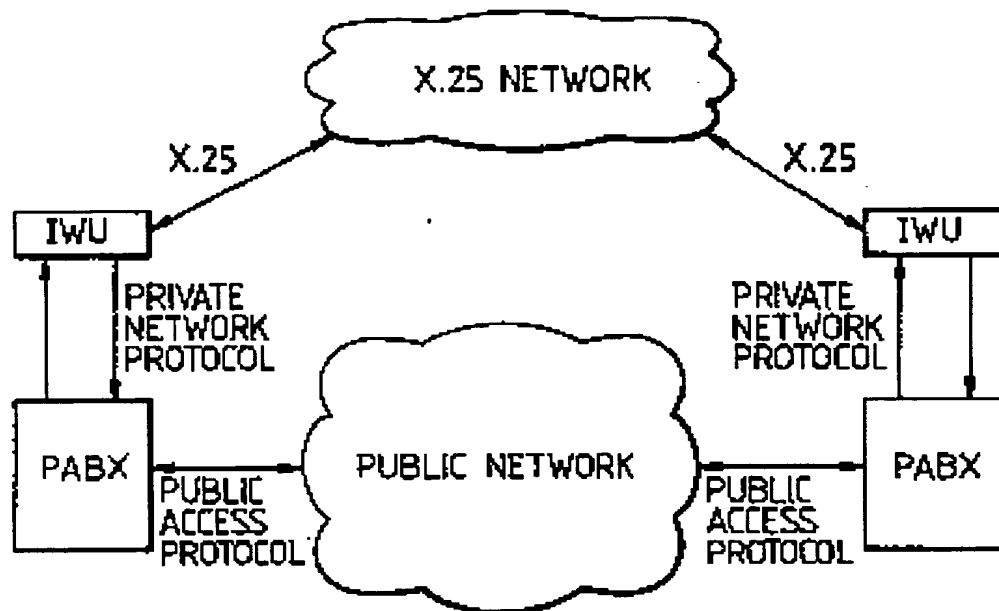 X.25 NETWORK
X.25
X.25
IWU
IWU
PRIVATE
NETWORK
PROTOCOL
PRIVATE
NETWORK
PROTOCOL
PABX
PUBLIC NETWORK
PABX
PUBLIC
ACCESS
PROTOCOL
PUBLIC
ACCESS
PROTOCOL